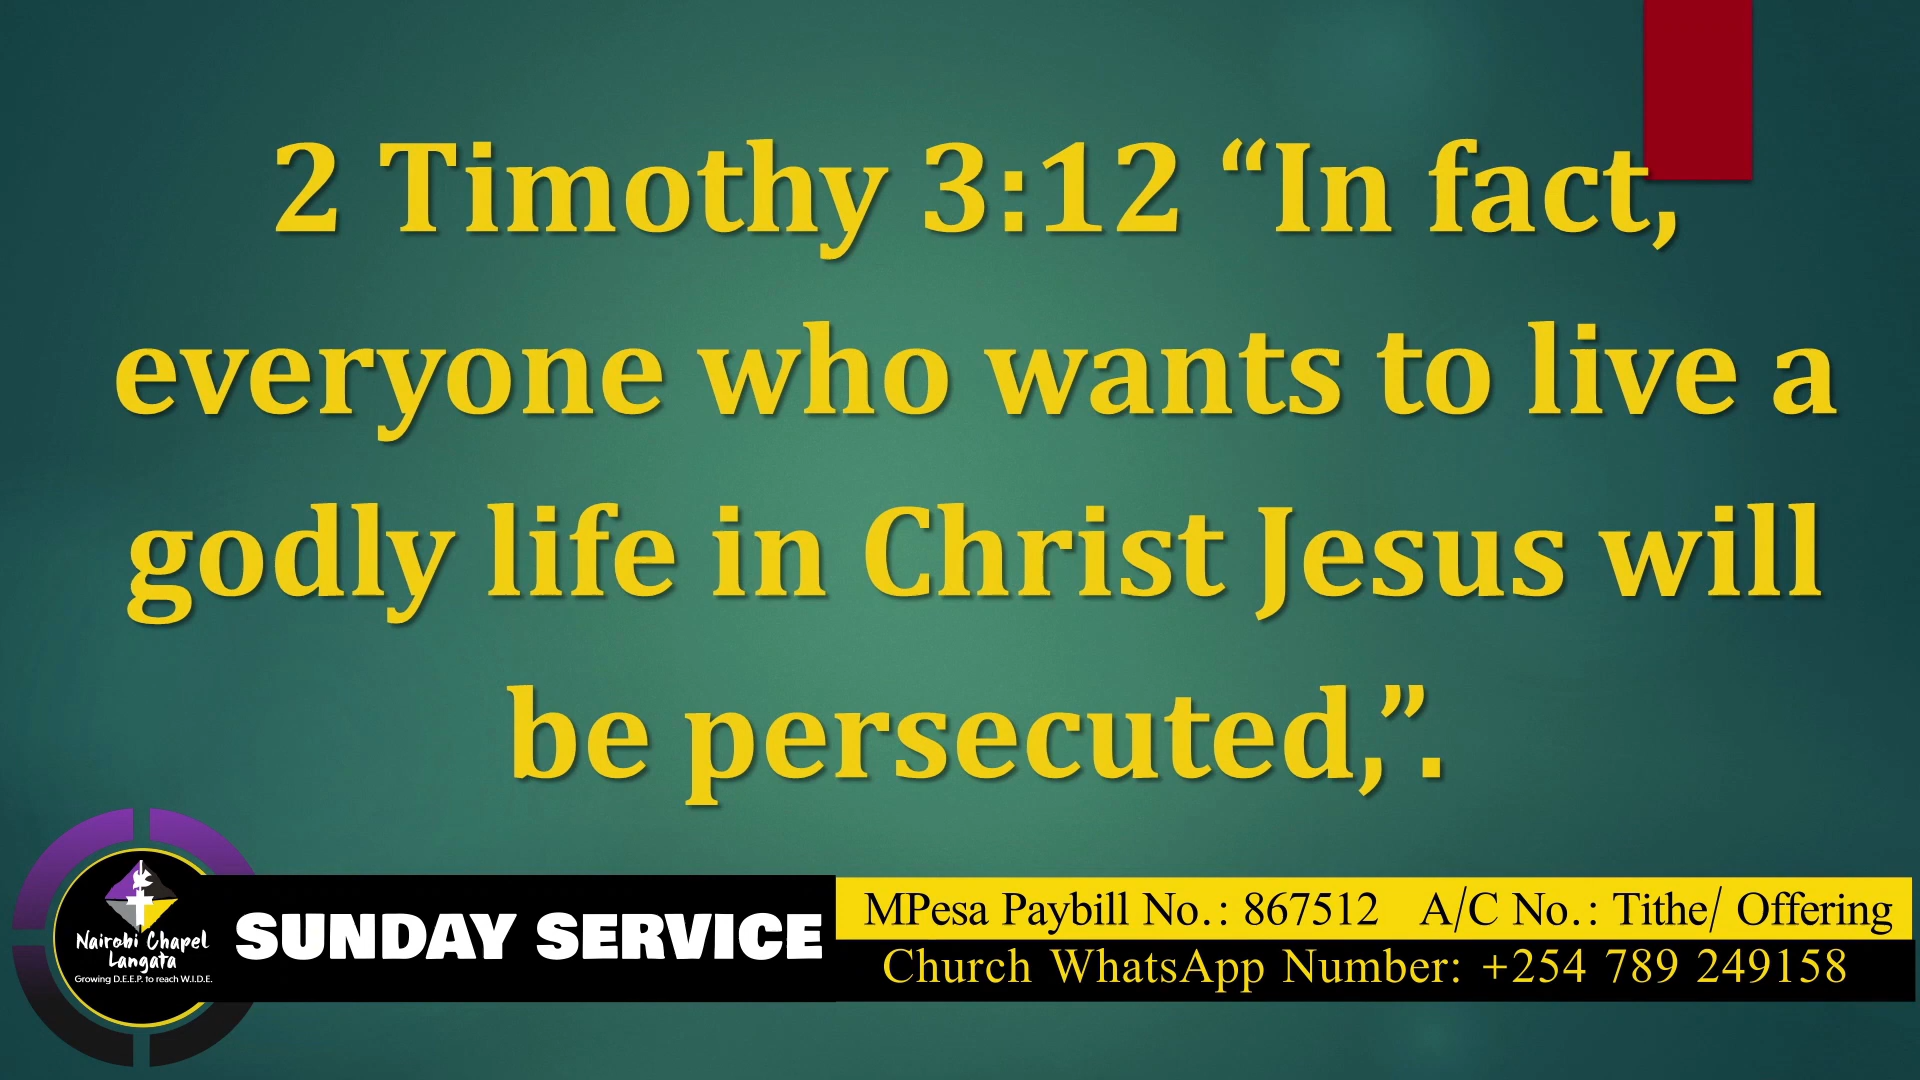 2 Timothy 3:12 “In fact,
everyone who wants to live a
godly life in Christ Jesus will
be persecuted,”.
Nairobi Chapel
Langata
Growing D.E.E.P. to reach W.I.D.E.
SUNDAY SERVICE
MPesa Paybill No.: 867512 A/C No.: Tithe/ Offering
Church WhatsApp Number: +254 789 249158